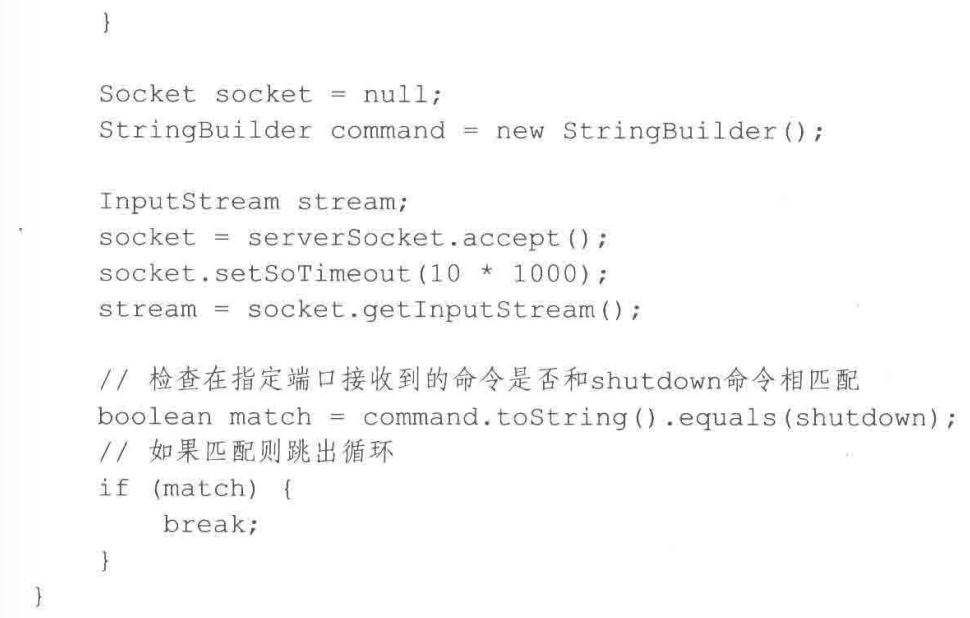 }
Socket socket = null;
StringBuilder command = new StringBuilder();
InputStream stream;
socket = serverSocket.accept();
socket.setSoTimeout(10 * 1000);
stream = socket.getInputStream();
// 检查在指定端口接收到的命令是否和shutdown命令相匹配
boolean match = command.toString().equals(shutdown);
// 如果匹配则跳出循环
if (match) {
break;
}
}